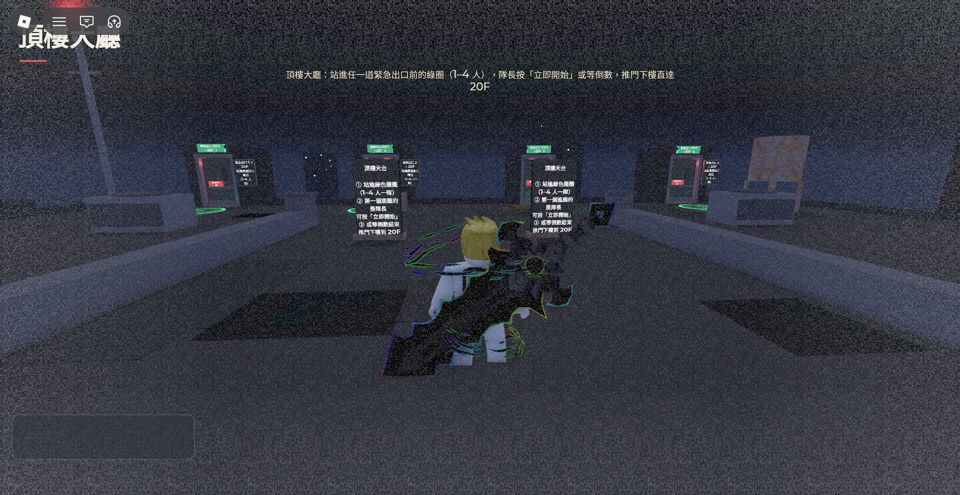 頂樓大廳
頂樓大廳：站進任一道緊急出口前的綠圈（1–4 人），隊長按「立即開始」或等倒數，推門下樓直達
20F
頂樓天台
① 站進綠色圈圈
（1–4 人一隊）
② 第一個進圈的
是隊長
可按「立即開始」
③ 或等倒數結束
推門下樓到 20F
頂樓天台
① 站進綠色圈圈
（1–4 人一隊）
② 第一個進圈的
是隊長
可按「立即開始」
③ 或等倒數結束
推門下樓到 20F